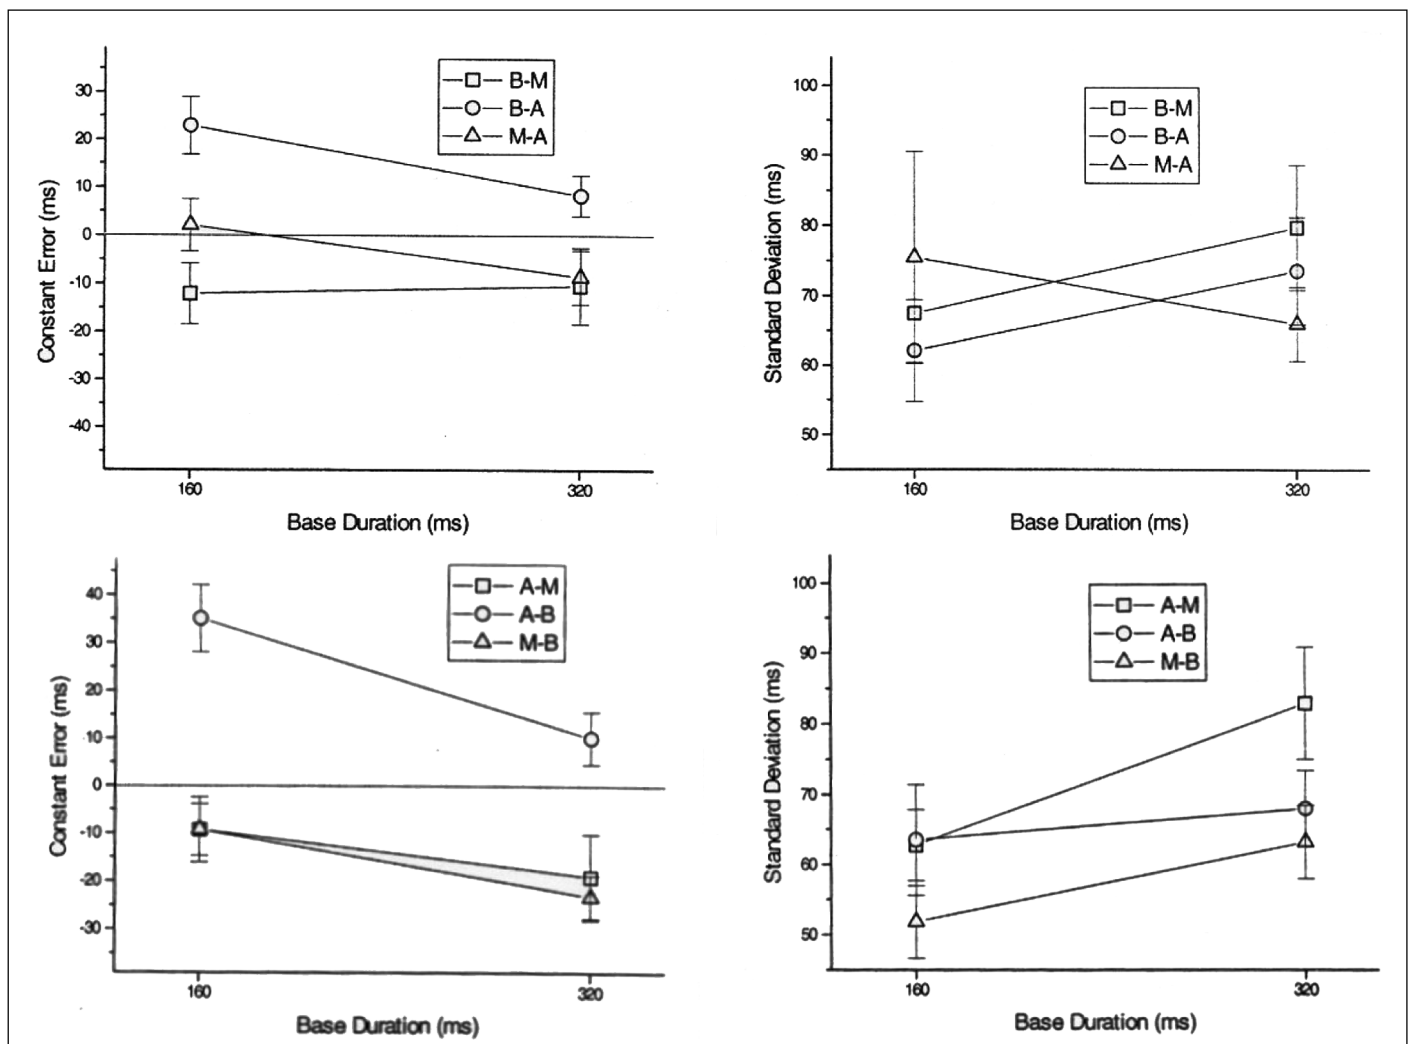 30
20
10
0
-10
-20
-30
-40
Constant Error (ms)
B-M
B-A
M-A
160
320
Base Duration (ms)
100
90
80
70
60
50
Standard Deviation (ms)
B-M
B-A
M-A
160
320
Base Duration (ms)
40
30
20
10
0
-10
-20
-30
Constant Error (ms)
A-M
A-B
M-B
160
320
Base Duration (ms)
100
90
80
70
60
50
Standard Deviation (ms)
A-M
A-B
M-B
160
320
Base Duration (ms)